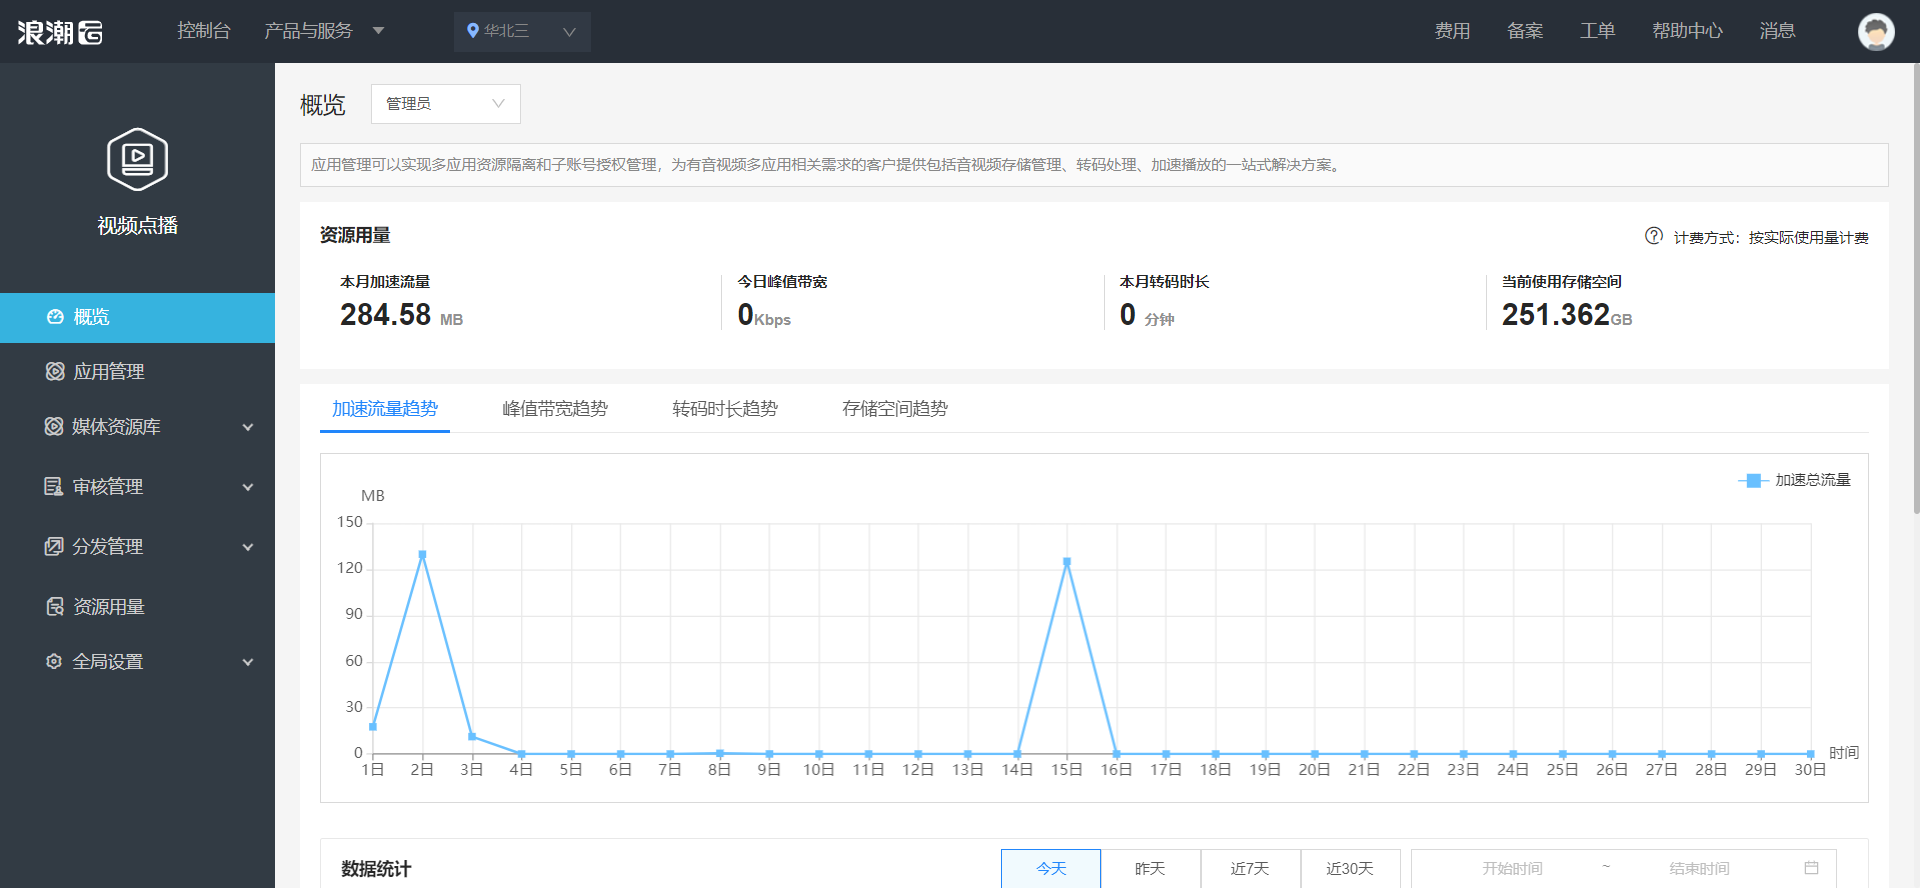 浪潮云 控制台 产品与服务 华北三 费用 备案 工单 帮助中心 消息
视频点播
概览
应用管理
媒体资源库
审核管理
分发管理
资源用量
全局设置
概览 管理员
应用管理可以实现多应用资源隔离和子账号授权管理，为有音视频多应用相关需求的客户提供包括音视频存储管理、转码处理、加速播放的一站式解决方案。
资源用量 计费方式：按实际使用量计费
本月加速流量 今日峰值带宽 本月转码时长 当前使用存储空间
284.58 MB 0Kbps 0 分钟 251.362GB
加速流量趋势 峰值带宽趋势 转码时长趋势 存储空间趋势
加速总流量
MB
150
120
90
60
30
0 时间
1日 2日 3日 4日 5日 6日 7日 8日 9日 10日 11日 12日 13日 14日 15日 16日 17日 18日 19日 20日 21日 22日 23日 24日 25日 26日 27日 28日 29日 30日
数据统计 今天 昨天 近7天 近30天 开始时间 ~ 结束时间